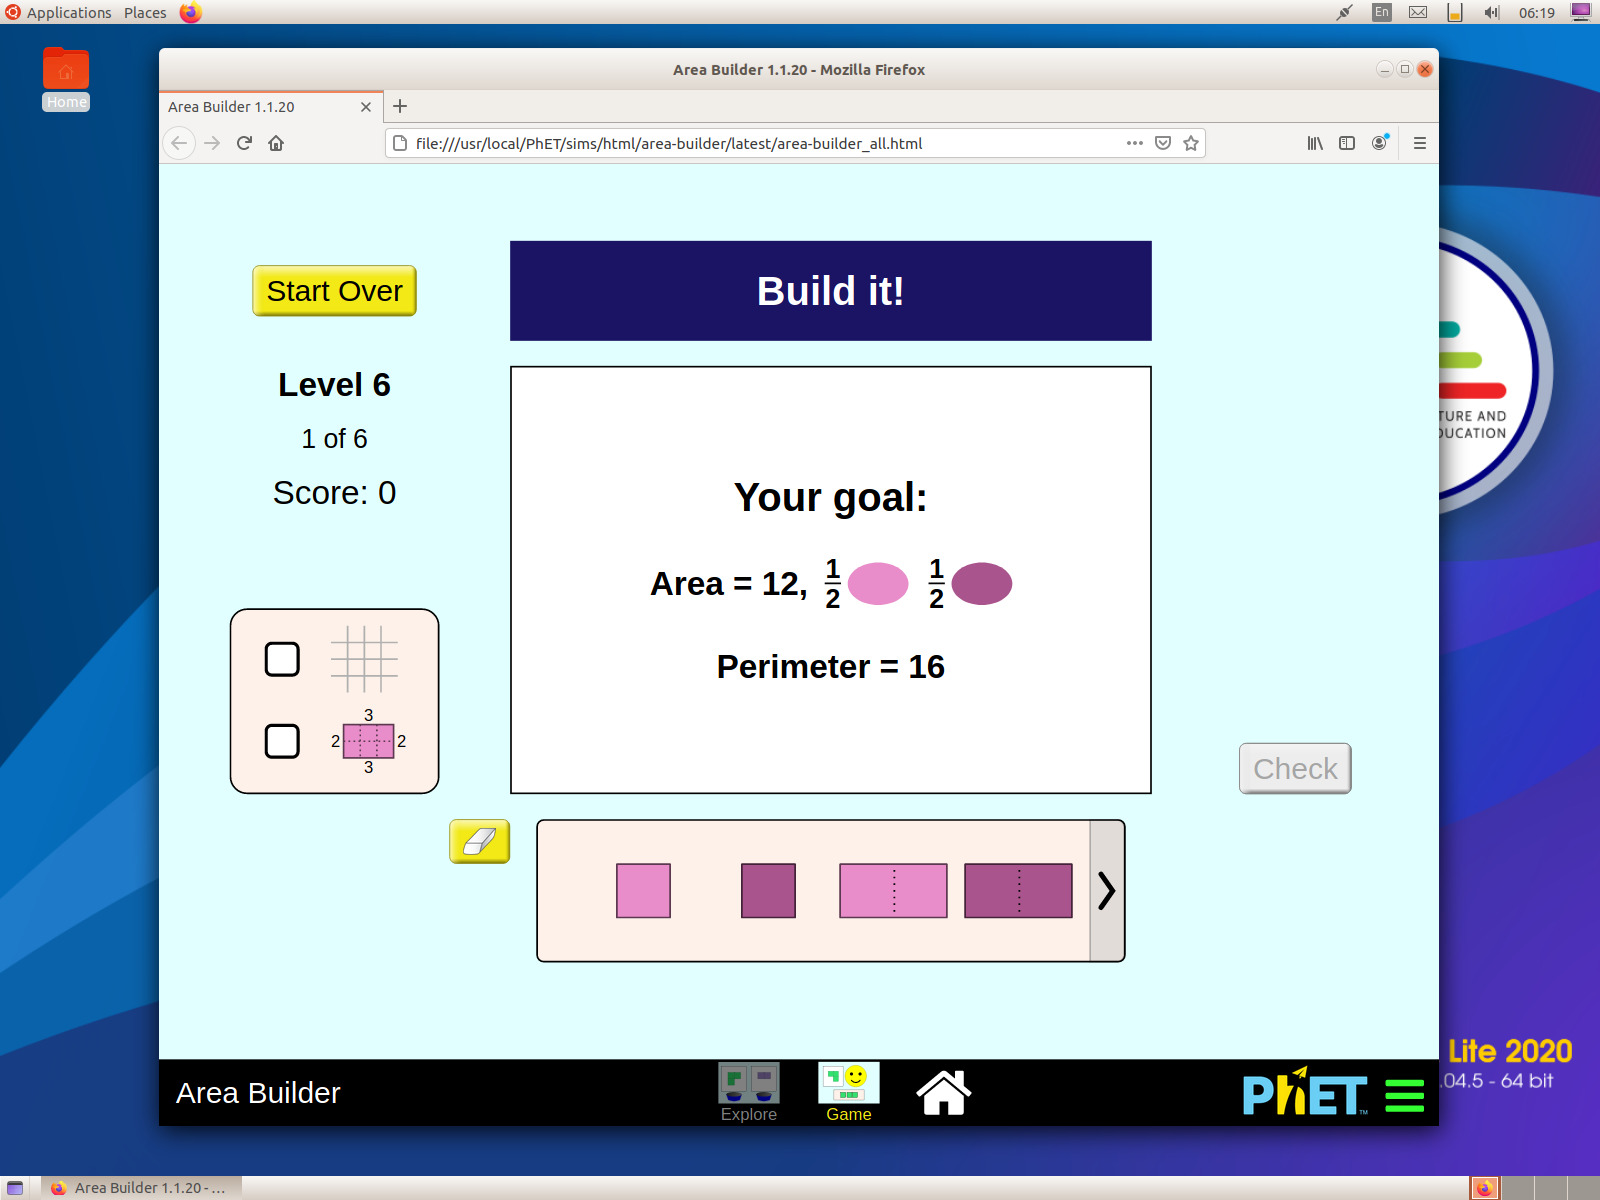 Applications Places
En
06:19
Home
Area Builder 1.1.20 - Mozilla Firefox
Area Builder 1.1.20
file:///usr/local/PhET/sims/html/area-builder/latest/area-builder_all.html
Start Over
Build it!
Level 6
1 of 6
Score: 0
Your goal:
Area = 12, 1/2 1/2
Perimeter = 16
3
2 2
3
Check
TURE AND
DUCATION
Lite 2020
.04.5 - 64 bit
Area Builder
Explore
Game
PhET
TM
Area Builder 1.1.20 - ...